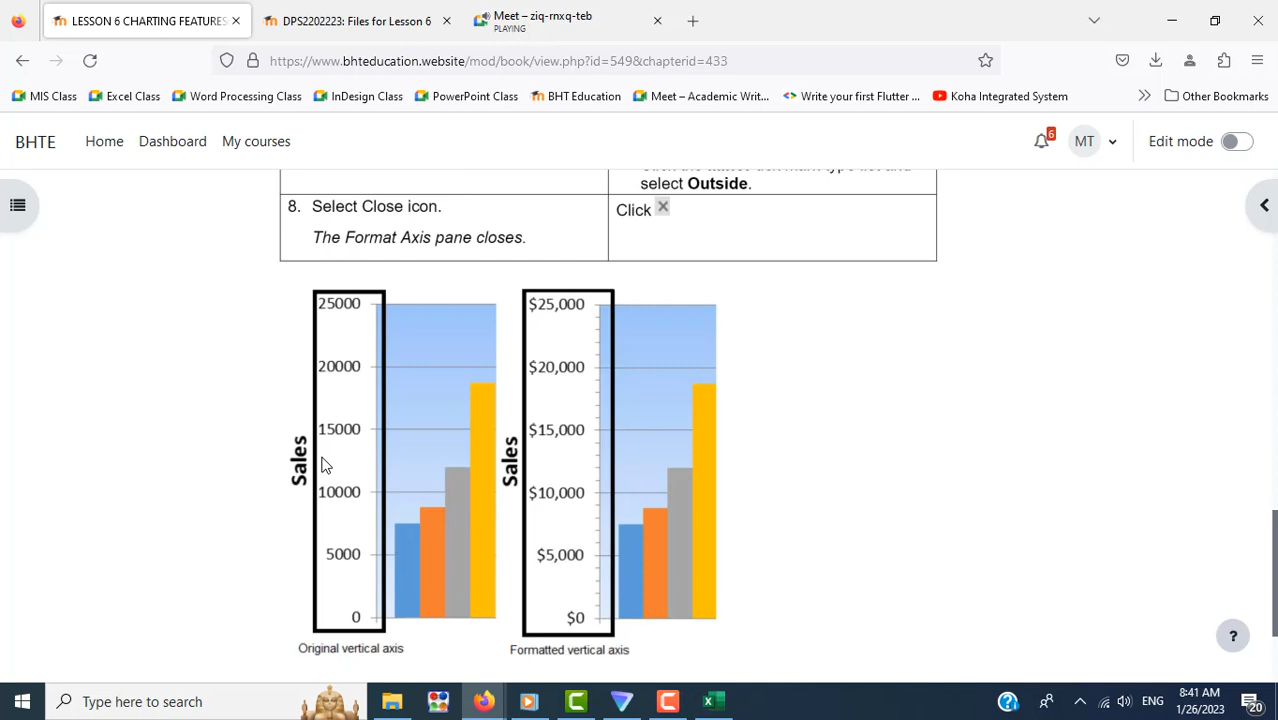 LESSON 6 CHARTING FEATURES
DPS2202223: Files for Lesson 6
Meet – ziq-rnxq-teb
PLAYING
https://www.bhteducation.website/mod/book/view.php?id=549&chapterid=433
MIS Class
Excel Class
Word Processing Class
InDesign Class
PowerPoint Class
BHT Education
Meet – Academic Writ...
Write your first Flutter ...
Koha Integrated System
Other Bookmarks
BHTE
Home
Dashboard
My courses
6
MT
Edit mode
select Outside.
8. Select Close icon.
The Format Axis pane closes.
Click
Sales
25000
20000
15000
10000
5000
0
Original vertical axis
Sales
$25,000
$20,000
$15,000
$10,000
$5,000
$0
Formatted vertical axis
?
Type here to search
ENG
8:41 AM
1/26/2023
20